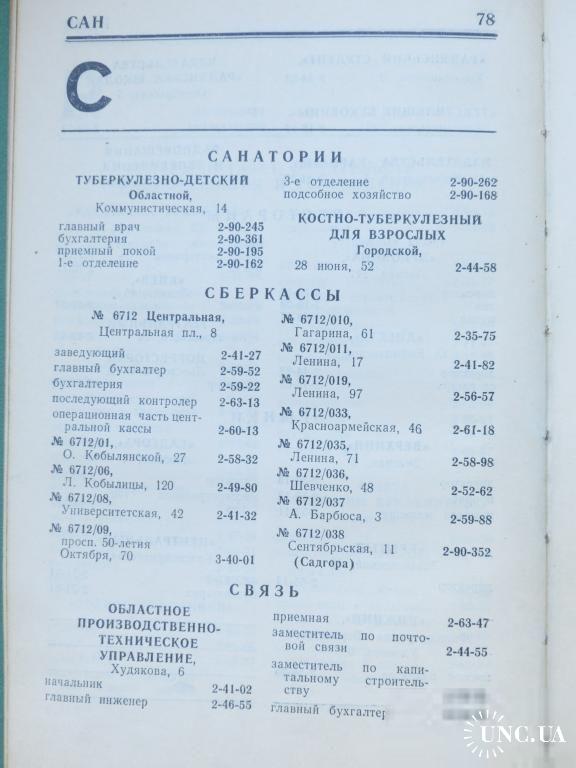 САН 78
С
САНАТОРИИ
ТУБЕРКУЛЕЗНО-ДЕТСКИЙ
Областной,
Коммунистическая, 14
главный врач 2-90-245
бухгалтерия 2-90-361
приемный покой 2-90-195
1-е отделение 2-90-162
3-е отделение 2-90-262
подсобное хозяйство 2-90-168
КОСТНО-ТУБЕРКУЛЕЗНЫЙ
ДЛЯ ВЗРОСЛЫХ
Городской,
28 июня, 52 2-44-58
СБЕРКАССЫ
№ 6712 Центральная,
Центральная пл., 8
заведующий 2-41-27
главный бухгалтер 2-59-52
бухгалтерия 2-59-22
последующий контролер 2-63-13
операционная часть цент-
ральной кассы 2-60-13
№ 6712/01,
О. Кобылянской, 27 2-58-32
№ 6712/06,
Л. Кобылицы, 120 2-49-80
№ 6712/08,
Университетская, 42 2-41-32
№ 6712/09,
просп. 50-летия
Октября, 70 3-40-01
№ 6712/010,
Гагарина, 61 2-35-75
№ 6712/011,
Ленина, 17 2-41-82
№ 6712/019,
Ленина, 97 2-56-57
№ 6712/033,
Красноармейская, 46 2-61-18
№ 6712/035,
Ленина, 71 2-58-98
№ 6712/036,
Шевченко, 48 2-52-62
№ 6712/037
А. Барбюса, 3 2-59-88
№ 6712/038
Сентябрьская, 11 2-90-352
(Садгора)
СВЯЗЬ
ОБЛАСТНОЕ
ПРОИЗВОДСТВЕННО-
ТЕХНИЧЕСКОЕ
УПРАВЛЕНИЕ,
Худякова, 6
начальник 2-41-02
главный инженер 2-46-55
приемная 2-63-47
заместитель по почто-
вой связи 2-44-55
заместитель по капи-
тальному строитель-
ству
главный бухгалтер
UNC.UA